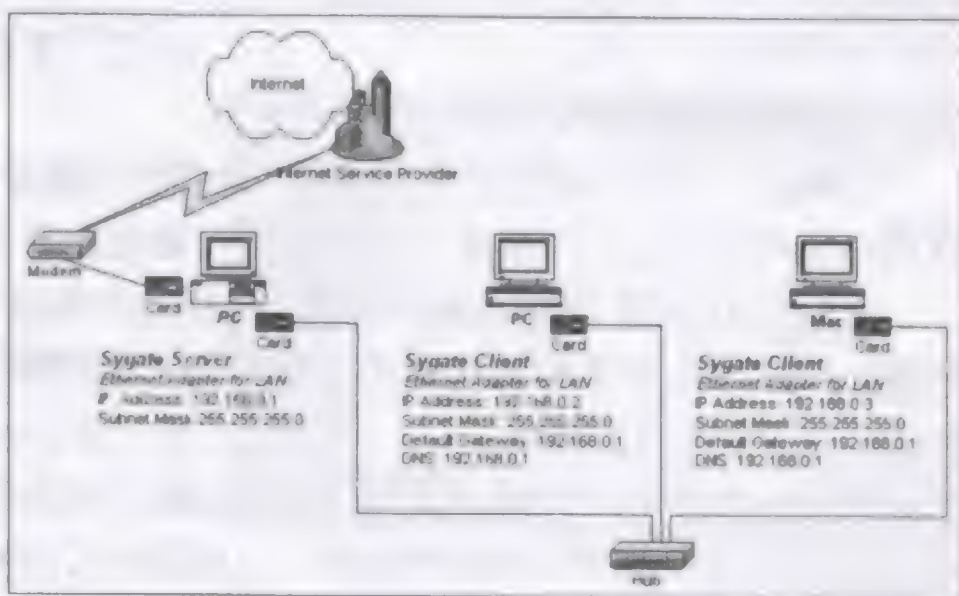 Internet
Internet Service Provider
Modem
Card
PC
Card
Sygate Server
Ethernet Adapter for LAN
IP Address 192.168.0.1
Subnet Mask 255.255.255.0
PC
Card
Sygate Client
Ethernet Adapter for LAN
IP Address 192.168.0.2
Subnet Mask 255.255.255.0
Default Gateway 192.168.0.1
DNS 192.168.0.1
Mac
Card
Sygate Client
Ethernet Adapter for LAN
IP Address 192.168.0.3
Subnet Mask 255.255.255.0
Default Gateway 192.168.0.1
DNS 192.168.0.1
Hub